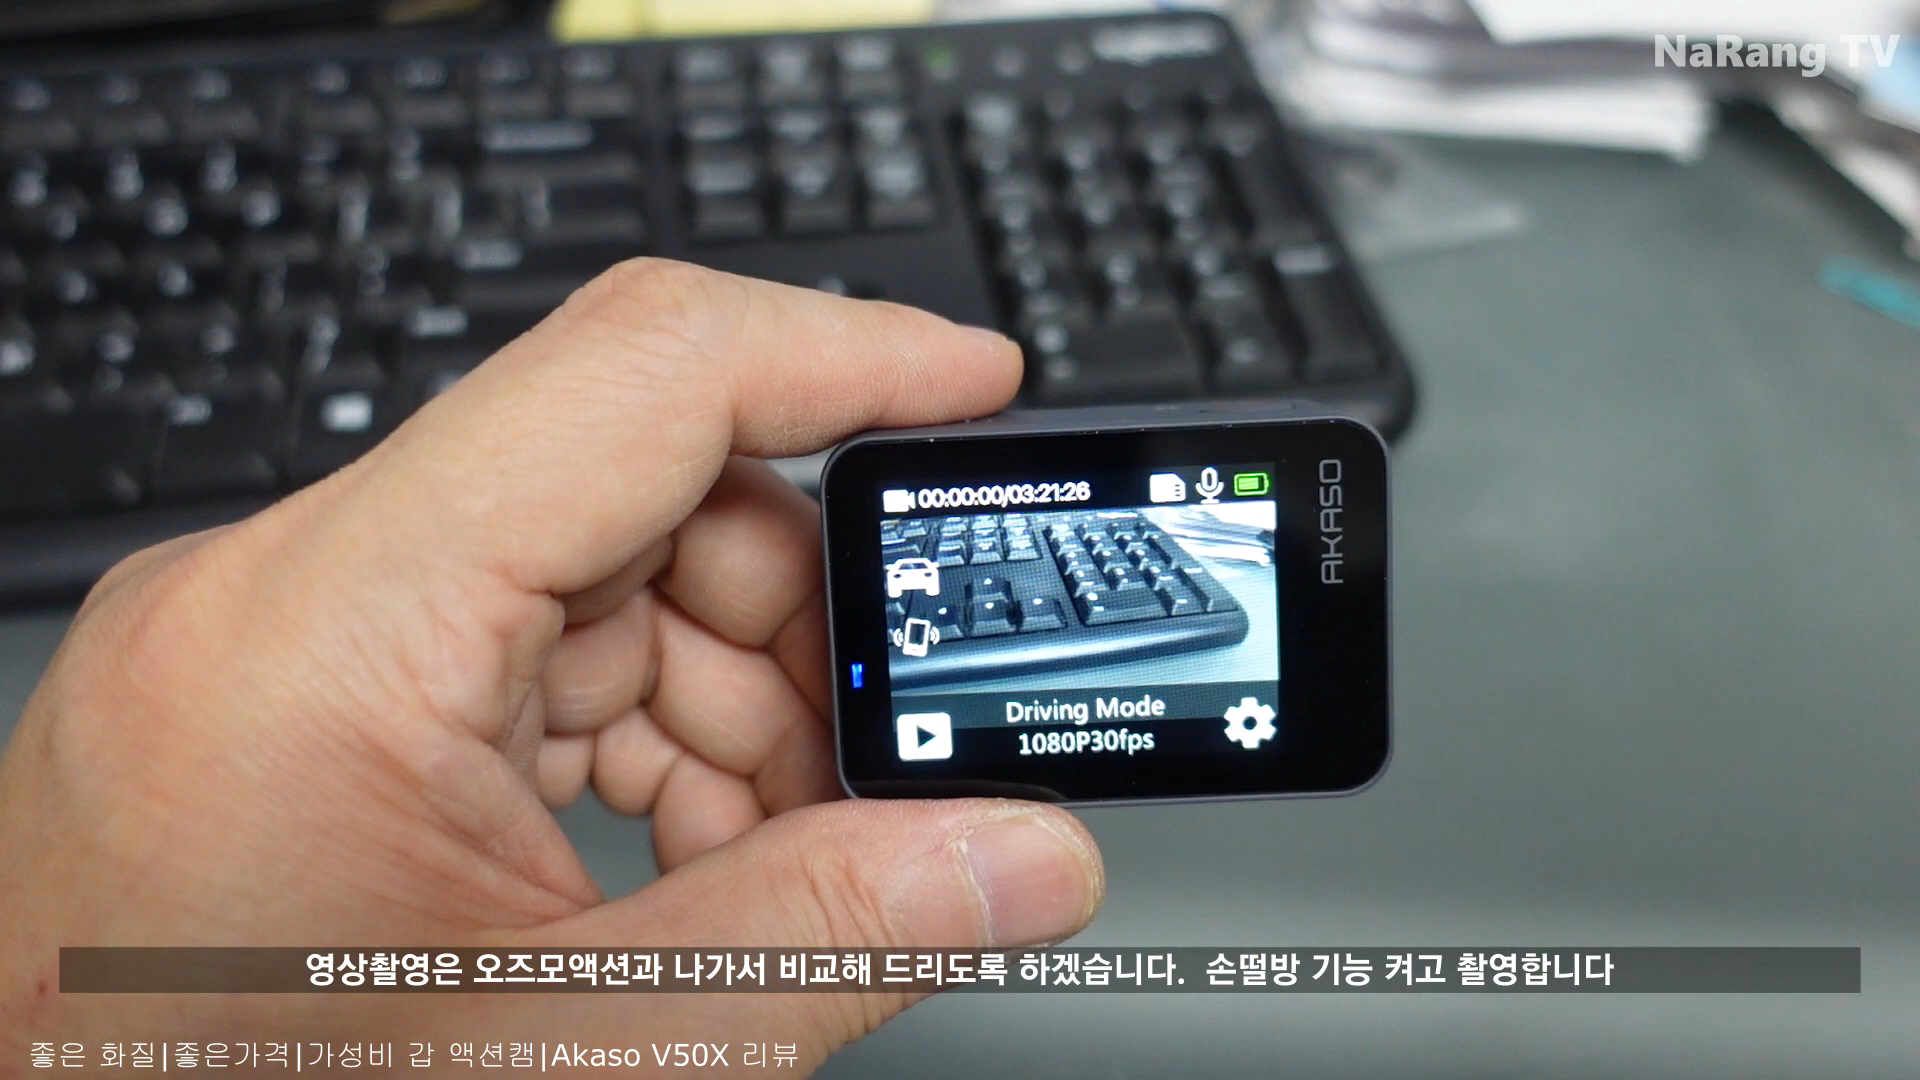 NaRang TV
00:00:00/03:21:26
AKASO
Driving Mode
1080P30fps
영상촬영은 오즈모액션과 나가서 비교해 드리도록 하겠습니다. 손떨방 기능 켜고 촬영합니다
좋은 화질|좋은가격|가성비 갑 액션캠|Akaso V50X 리뷰